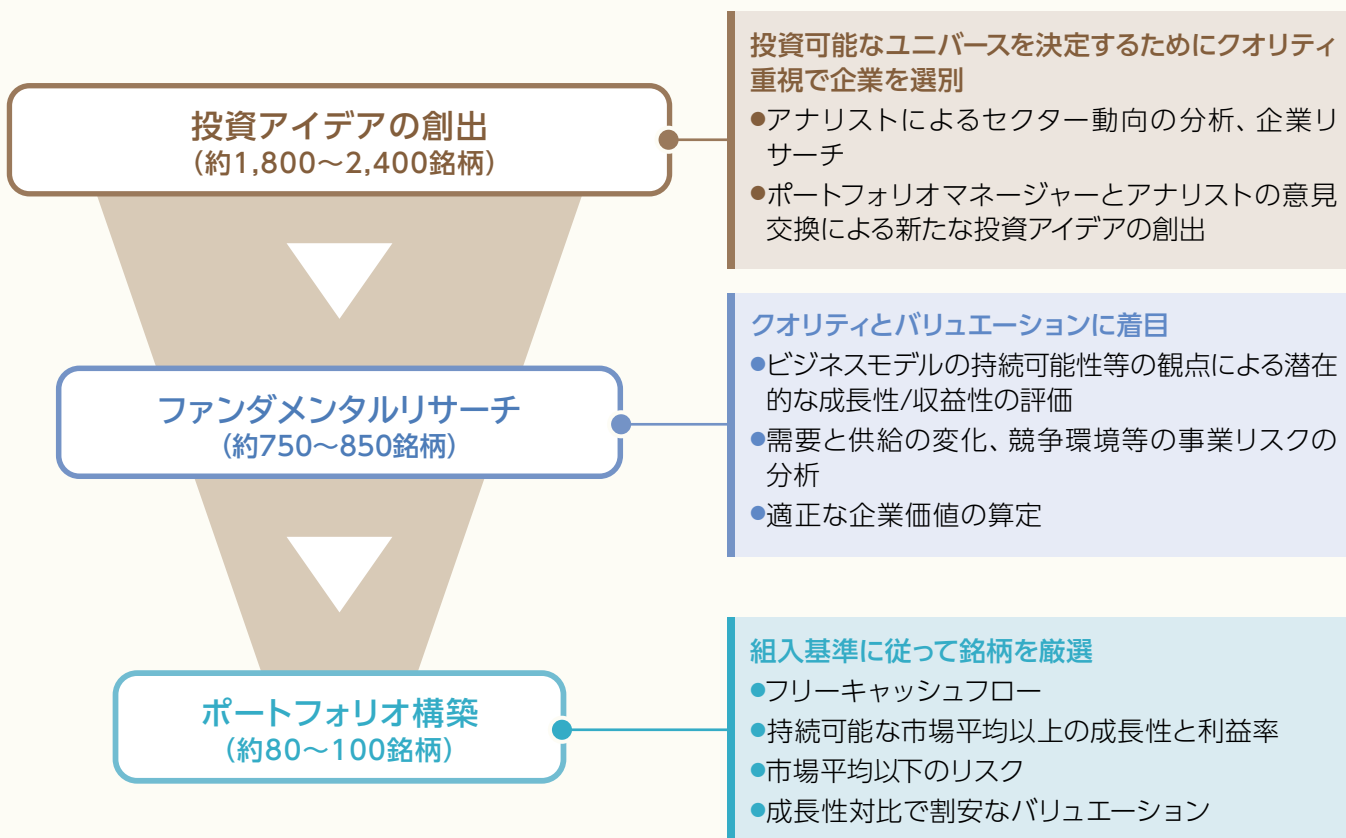 投資アイデアの創出
(約1,800〜2,400銘柄)
投資可能なユニバースを決定するためにクオリティ
重視で企業を選別
●アナリストによるセクター動向の分析、企業リ
サーチ
●ポートフォリオマネージャーとアナリストの意見
交換による新たな投資アイデアの創出
ファンダメンタルリサーチ
(約750〜850銘柄)
クオリティとバリュエーションに着目
●ビジネスモデルの持続可能性等の観点による潜在
的な成長性/収益性の評価
●需要と供給の変化、競争環境等の事業リスクの
分析
●適正な企業価値の算定
ポートフォリオ構築
(約80〜100銘柄)
組入基準に従って銘柄を厳選
●フリーキャッシュフロー
●持続可能な市場平均以上の成長性と利益率
●市場平均以下のリスク
●成長性対比で割安なバリュエーション